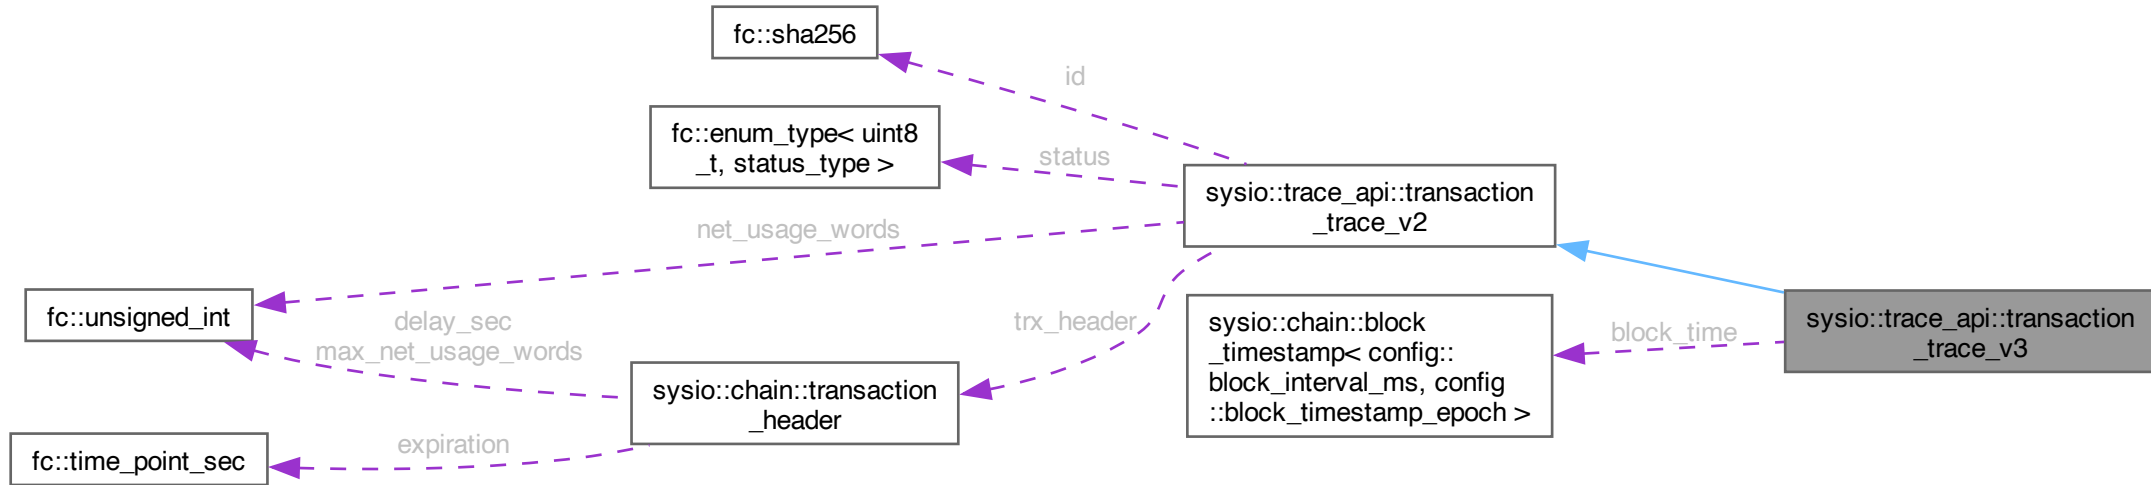 fc::sha256
id
fc::enum_type< uint8
_t, status_type >
status
sysio::trace_api::transaction
_trace_v2
net_usage_words
fc::unsigned_int
delay_sec
max_net_usage_words
trx_header
sysio::chain::block
_timestamp< config::
block_interval_ms, config
::block_timestamp_epoch >
block_time
sysio::trace_api::transaction
_trace_v3
sysio::chain::transaction
_header
expiration
fc::time_point_sec